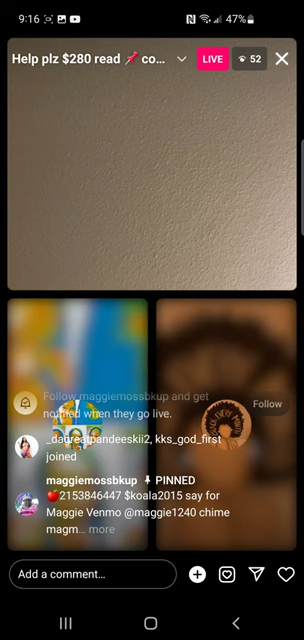 9:16 47%
Help plz $280 read 📌 co... LIVE 52
Follow maggiemossbkup and get
notified when they go live. Follow
_dagreatpandeeskii2, kks_god_first
joined
maggiemossbkup 📌 PINNED
🍎2153846447 $koala2015 say for
Maggie Venmo @maggie1240 chime
magm... more
Add a comment...